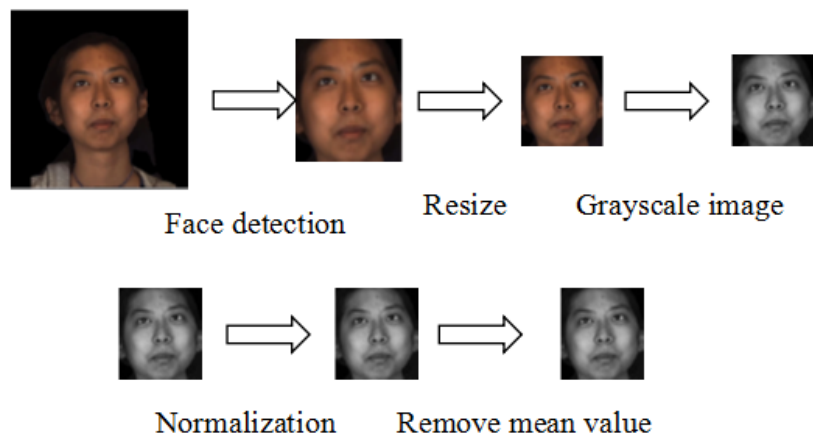 Face detection
Resize
Grayscale image
Normalization
Remove mean value